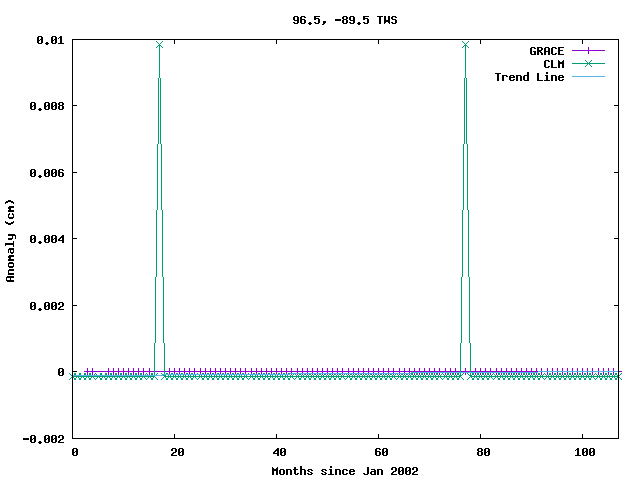 96.5, -89.5 TWS
0.01
0.008
0.006
0.004
0.002
0
-0.002
Anomaly (cm)
GRACE
CLM
Trend Line
0 20 40 60 80 100
Months since Jan 2002